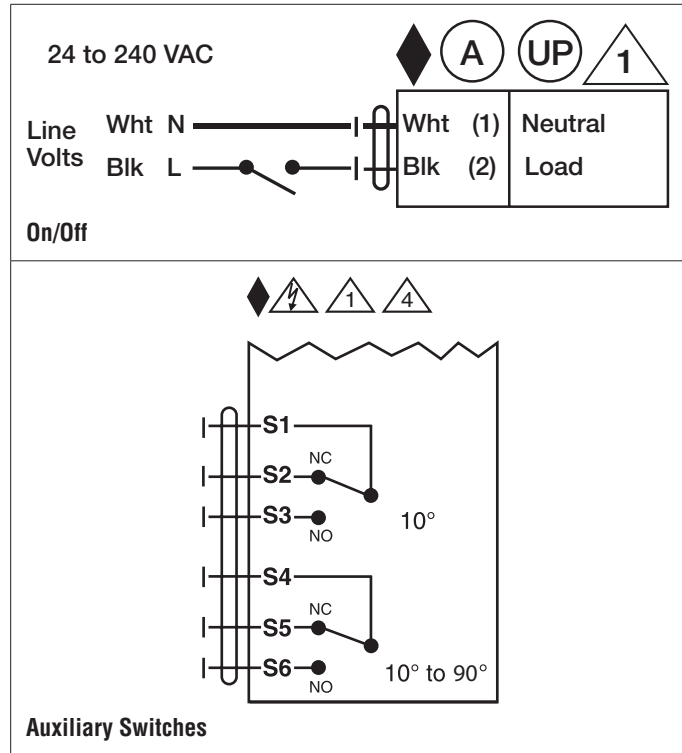 24 to 240 VAC
A UP 1
Line Volts
Wht N
Blk L
Wht (1) Neutral
Blk (2) Load
On/Off
1 4
S1
NC
S2
S3
NO
10°
S4
NC
S5
S6
NO
10° to 90°
Auxiliary Switches